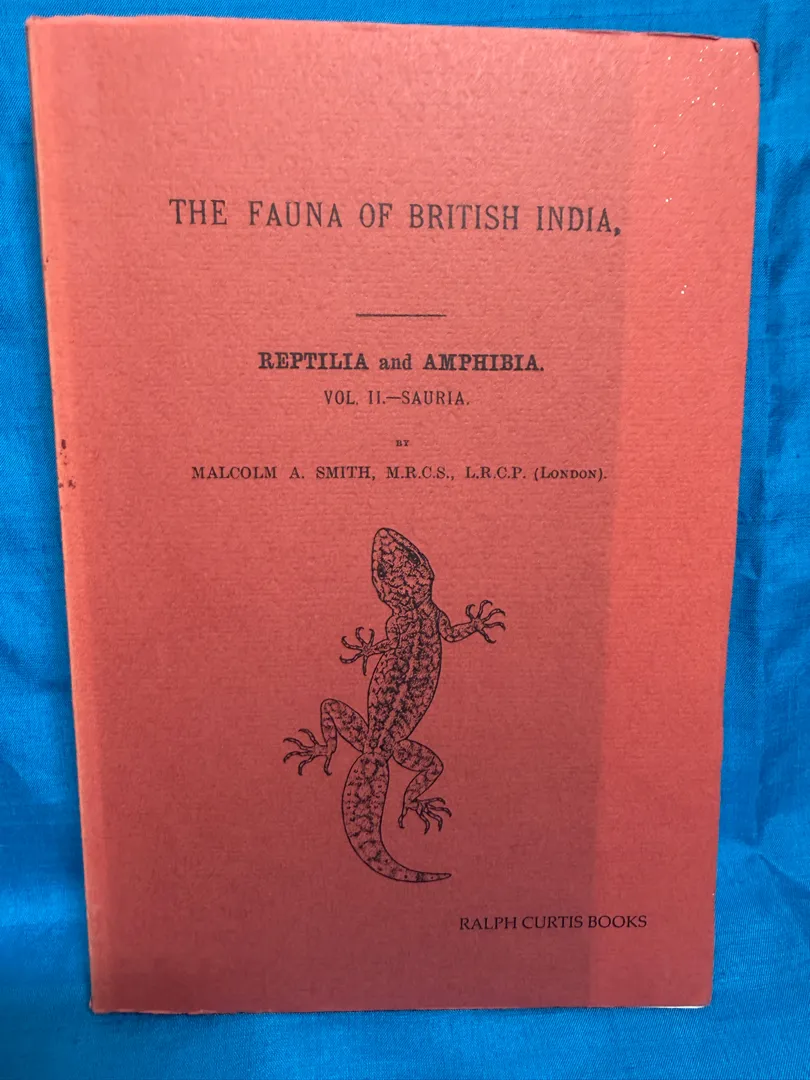 THE FAUNA OF BRITISH INDIA,
REPTILIA and AMPHIBIA.
VOL. II.—SAURIA.
BY
MALCOLM A. SMITH, M.R.C.S., L.R.C.P. (LONDON).
RALPH CURTIS BOOKS